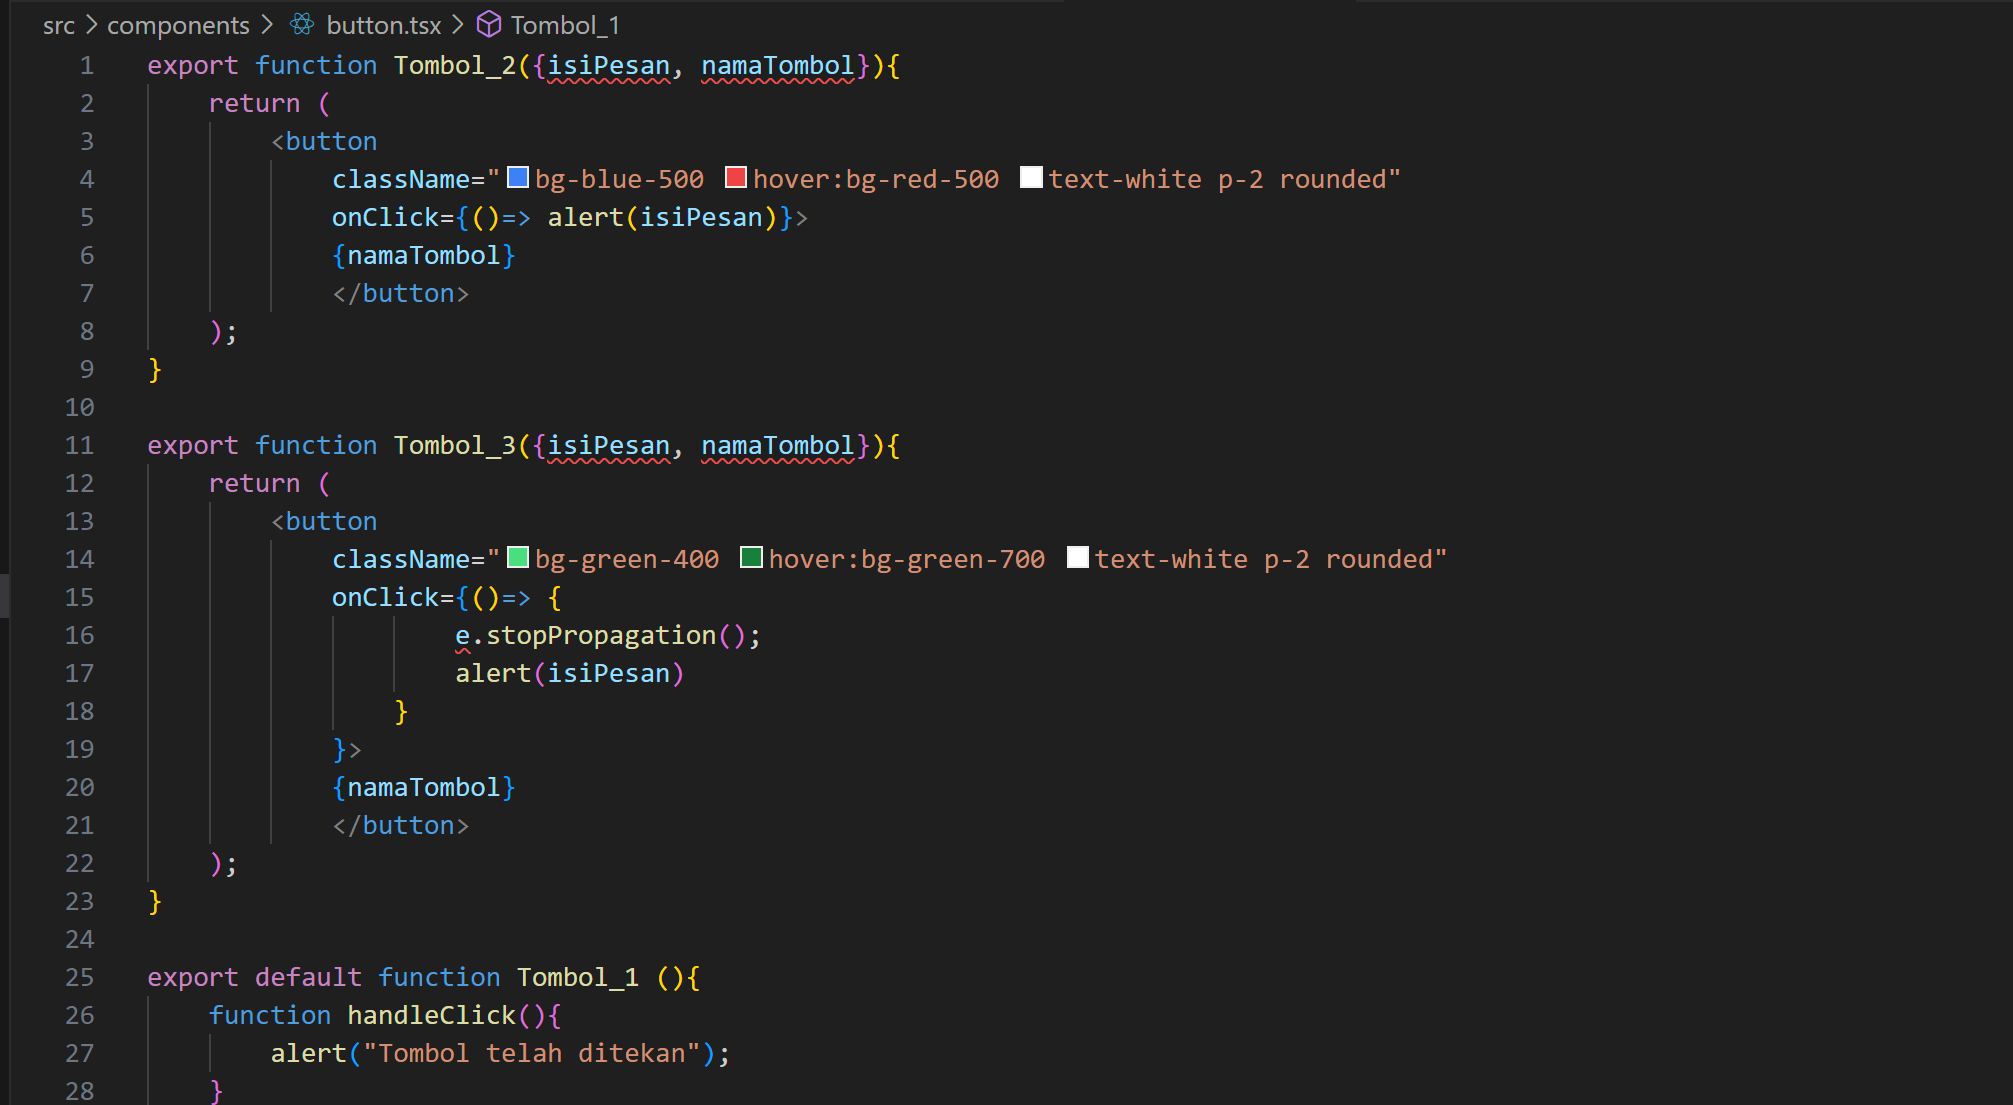 src > components > button.tsx > Tombol_1
1 export function Tombol_2({isiPesan, namaTombol}){
2 return (
3 <button
4 className="bg-blue-500 hover:bg-red-500 text-white p-2 rounded"
5 onClick={()=> alert(isiPesan)}>
6 {namaTombol}
7 </button>
8 );
9 }
10
11 export function Tombol_3({isiPesan, namaTombol}){
12 return (
13 <button
14 className="bg-green-400 hover:bg-green-700 text-white p-2 rounded"
15 onClick={()=> {
16 e.stopPropagation();
17 alert(isiPesan)
18 }
19 }>
20 {namaTombol}
21 </button>
22 );
23 }
24
25 export default function Tombol_1 (){
26 function handleClick(){
27 alert("Tombol telah ditekan");
28 }